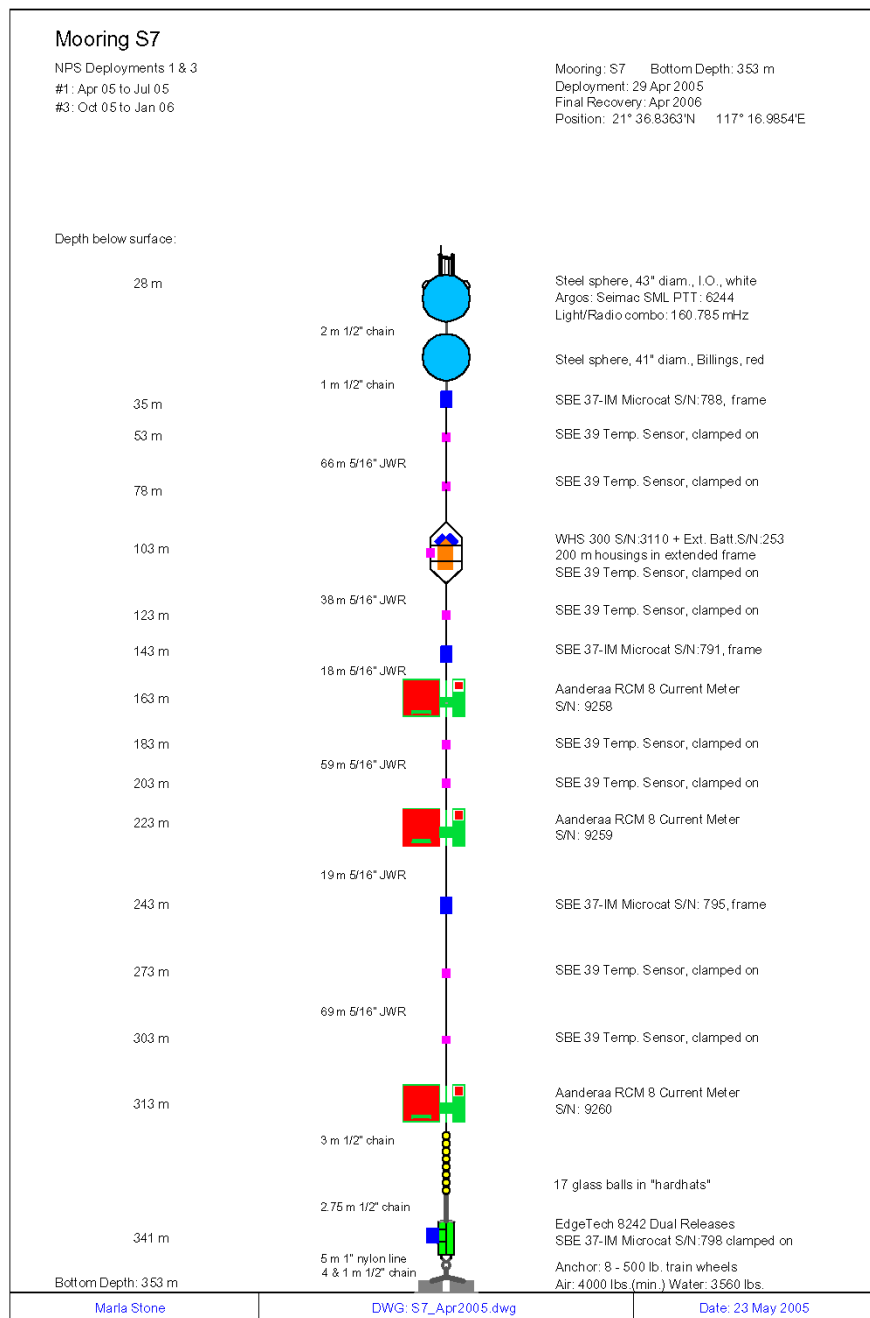 Mooring S7
NPS Deployments 1 & 3
#1: Apr 05 to Jul 05
#3: Oct 05 to Jan 06
Mooring: S7 Bottom Depth: 353 m
Deployment: 29 Apr 2005
Final Recovery: Apr 2006
Position: 21° 36.8363'N 117° 16.9854'E
Depth below surface:
28 m
Steel sphere, 43" diam., I.O., white
Argos: Seimac SML PTT: 6244
Light/Radio combo: 160.785 mHz
2 m 1/2" chain
Steel sphere, 41" diam., Billings, red
1 m 1/2" chain
35 m
SBE 37-IM Microcat S/N:788, frame
53 m
SBE 39 Temp. Sensor, clamped on
66 m 5/16" JWR
78 m
SBE 39 Temp. Sensor, clamped on
103 m
WHS 300 S/N:3110 + Ext. Batt.S/N:253
200 m housings in extended frame
SBE 39 Temp. Sensor, clamped on
38 m 5/16" JWR
123 m
SBE 39 Temp. Sensor, clamped on
143 m
SBE 37-IM Microcat S/N:791, frame
18 m 5/16" JWR
163 m
Aanderaa RCM 8 Current Meter
S/N: 9258
183 m
SBE 39 Temp. Sensor, clamped on
59 m 5/16" JWR
203 m
SBE 39 Temp. Sensor, clamped on
223 m
Aanderaa RCM 8 Current Meter
S/N: 9259
19 m 5/16" JWR
243 m
SBE 37-IM Microcat S/N: 795, frame
273 m
SBE 39 Temp. Sensor, clamped on
69 m 5/16" JWR
303 m
SBE 39 Temp. Sensor, clamped on
313 m
Aanderaa RCM 8 Current Meter
S/N: 9260
3 m 1/2" chain
17 glass balls in "hardhats"
2.75 m 1/2" chain
341 m
EdgeTech 8242 Dual Releases
SBE 37-IM Microcat S/N:798 clamped on
5 m 1" nylon line
4 & 1 m 1/2" chain
Anchor: 8 - 500 lb. train wheels
Air: 4000 lbs.(min.) Water: 3560 lbs.
Bottom Depth: 353 m
Marla Stone
DWG: S7_Apr2005.dwg
Date: 23 May 2005